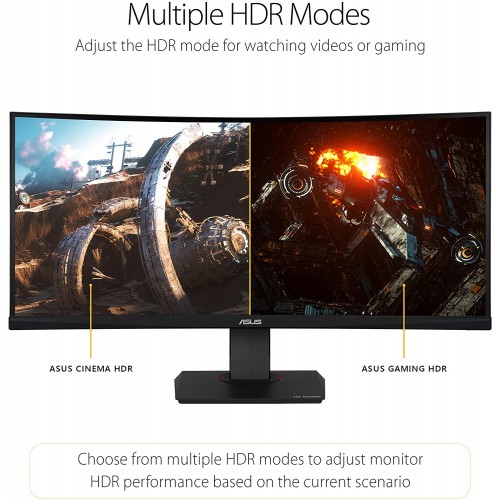 Multiple HDR Modes
Adjust the HDR mode for watching videos or gaming
ASUS
ASUS CINEMA HDR
ASUS GAMING HDR
Choose from multiple HDR modes to adjust monitor
HDR performance based on the current scenario